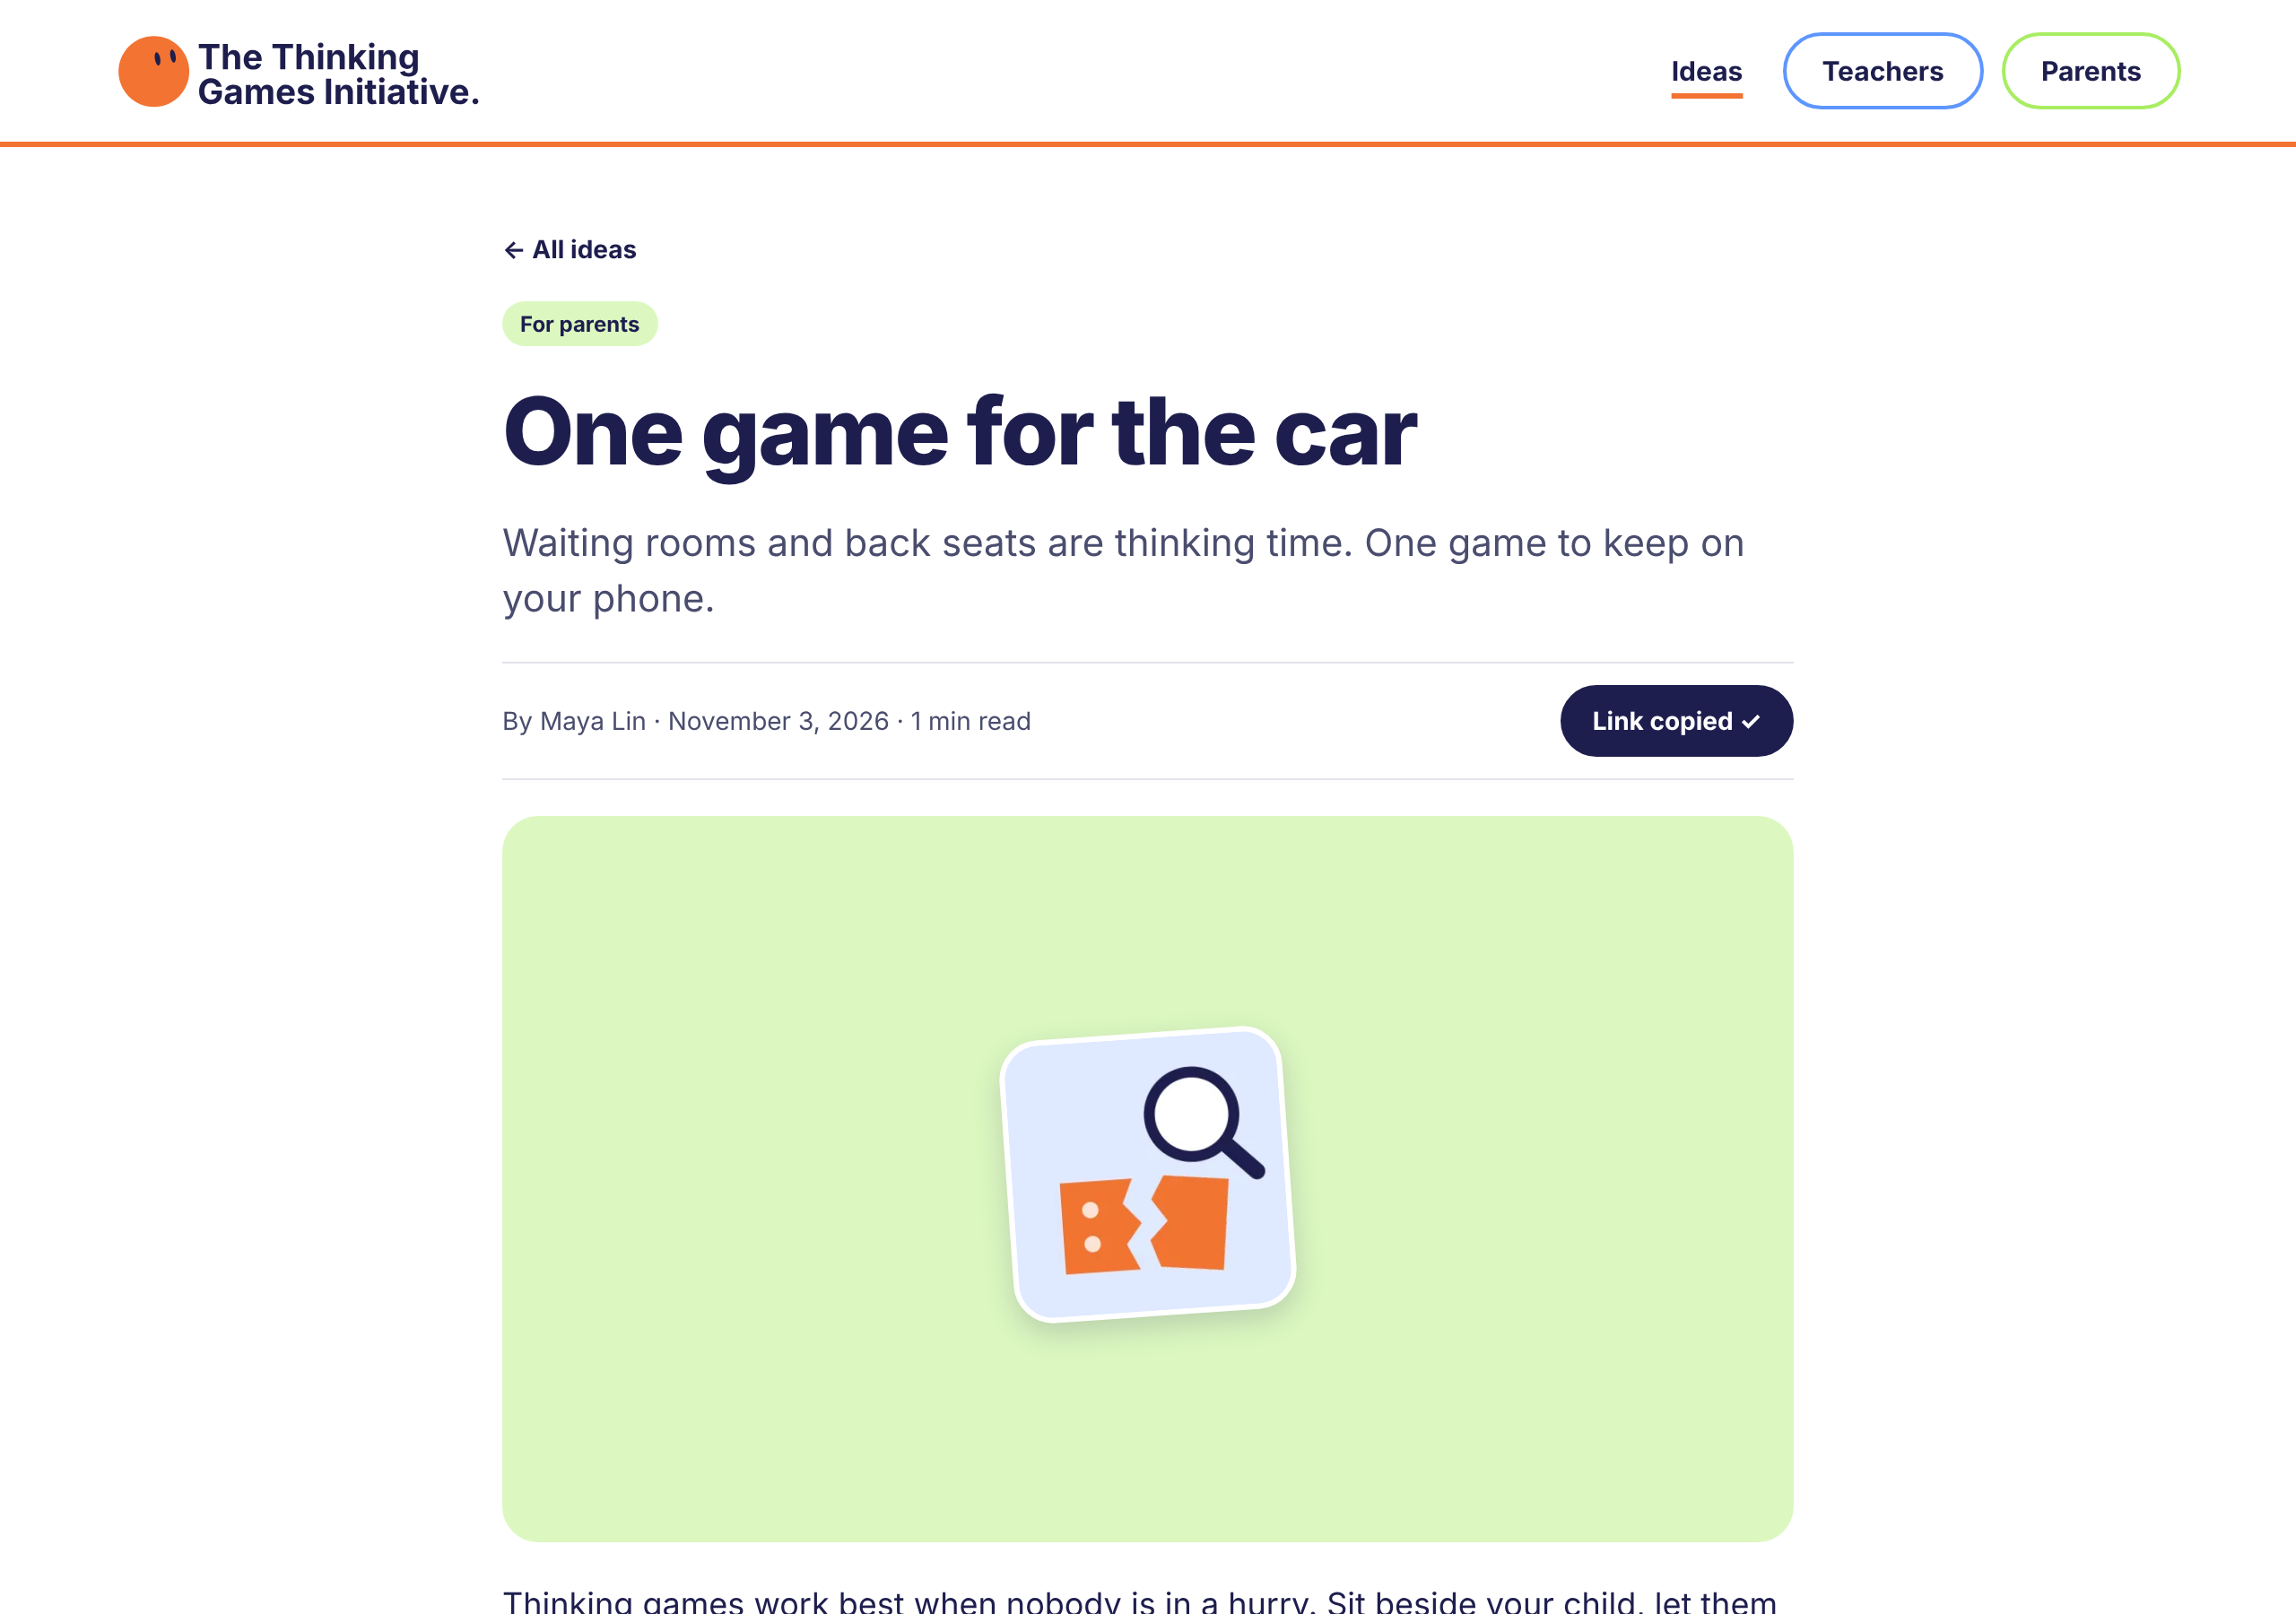 The Thinking
Games Initiative.
Ideas
Teachers
Parents
← All ideas
For parents
One game for the car
Waiting rooms and back seats are thinking time. One game to keep on
your phone.
By Maya Lin · November 3, 2026 · 1 min read
Link copied ✓
Thinking games work best when nobody is in a hurry. Sit beside your child, let them